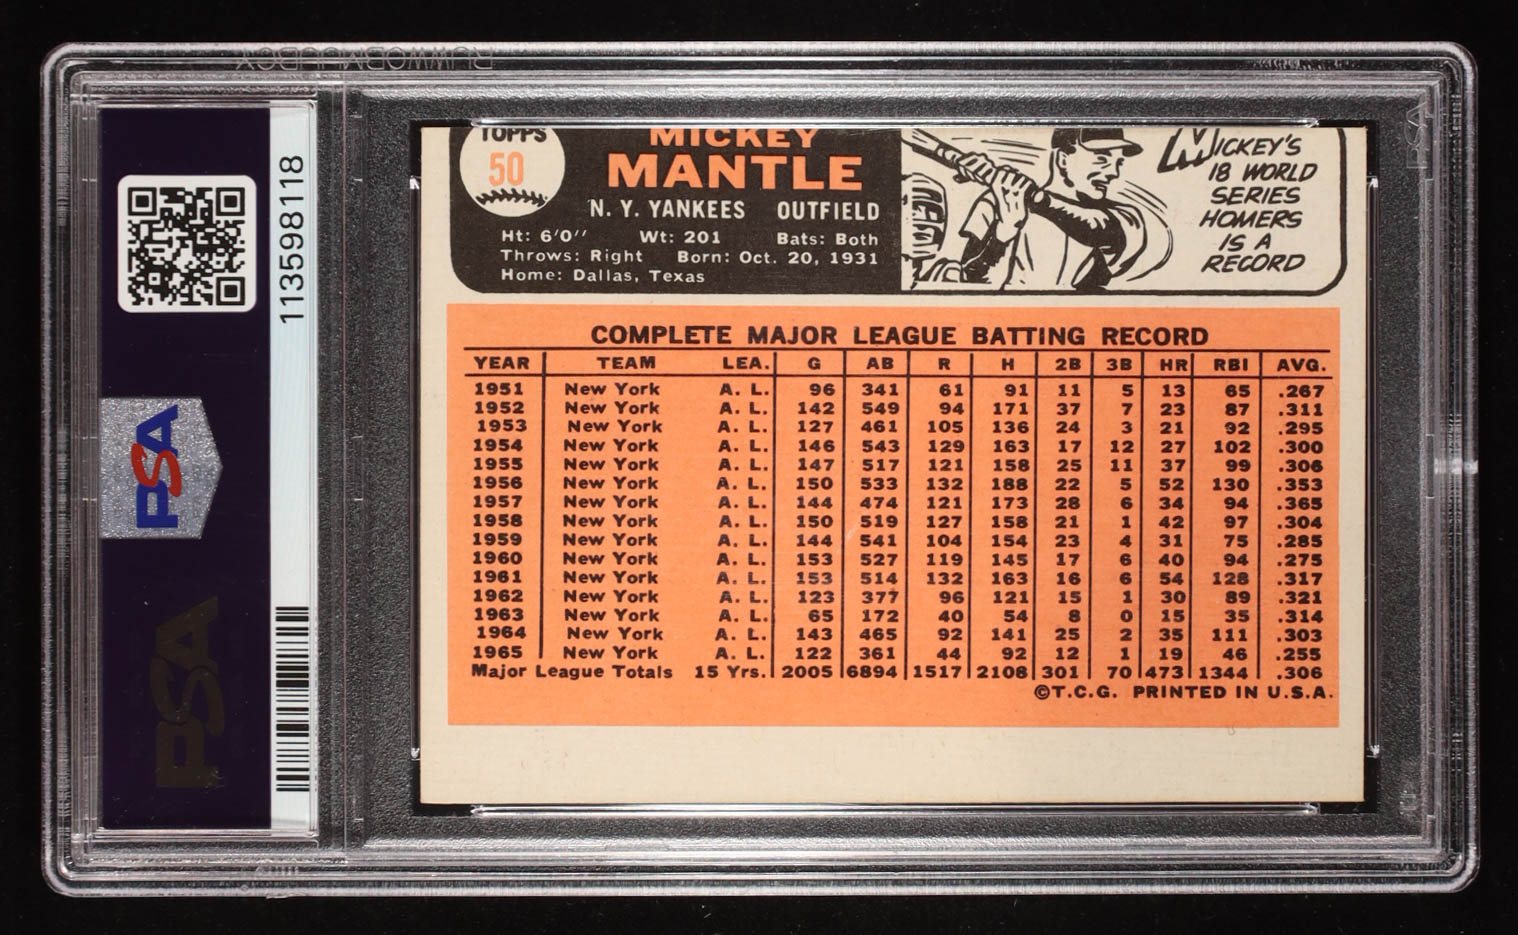 113598118
PSA
PSA
TOPPS
50
MICKEY
MANTLE
N. Y. YANKEES OUTFIELD
Ht: 6'0" Wt: 201 Bats: Both
Throws: Right Born: Oct. 20, 1931
Home: Dallas, Texas
MICKEY'S
18 WORLD
SERIES
HOMERS
IS A
RECORD
COMPLETE MAJOR LEAGUE BATTING RECORD
YEAR TEAM LEA. G AB R H 2B 3B HR RBI AVG.
1951 New York A. L. 96 341 61 91 11 5 13 65 .267
1952 New York A. L. 142 549 94 171 37 7 23 87 .311
1953 New York A. L. 127 461 105 136 24 3 21 92 .295
1954 New York A. L. 146 543 129 163 17 12 27 102 .300
1955 New York A. L. 147 517 121 158 25 11 37 99 .306
1956 New York A. L. 150 533 132 188 22 5 52 130 .353
1957 New York A. L. 144 474 121 173 28 6 34 94 .365
1958 New York A. L. 150 519 127 158 21 1 42 97 .304
1959 New York A. L. 144 541 104 154 23 4 31 75 .285
1960 New York A. L. 153 527 119 145 17 6 40 94 .275
1961 New York A. L. 153 514 132 163 16 6 54 128 .317
1962 New York A. L. 123 377 96 121 15 1 30 89 .321
1963 New York A. L. 65 172 40 54 8 0 15 35 .314
1964 New York A. L. 143 465 92 141 25 2 35 111 .303
1965 New York A. L. 122 361 44 92 12 1 19 46 .255
Major League Totals 15 Yrs. 2005 6894 1517 2108 301 70 473 1344 .306
©T.C.G. PRINTED IN U.S.A.